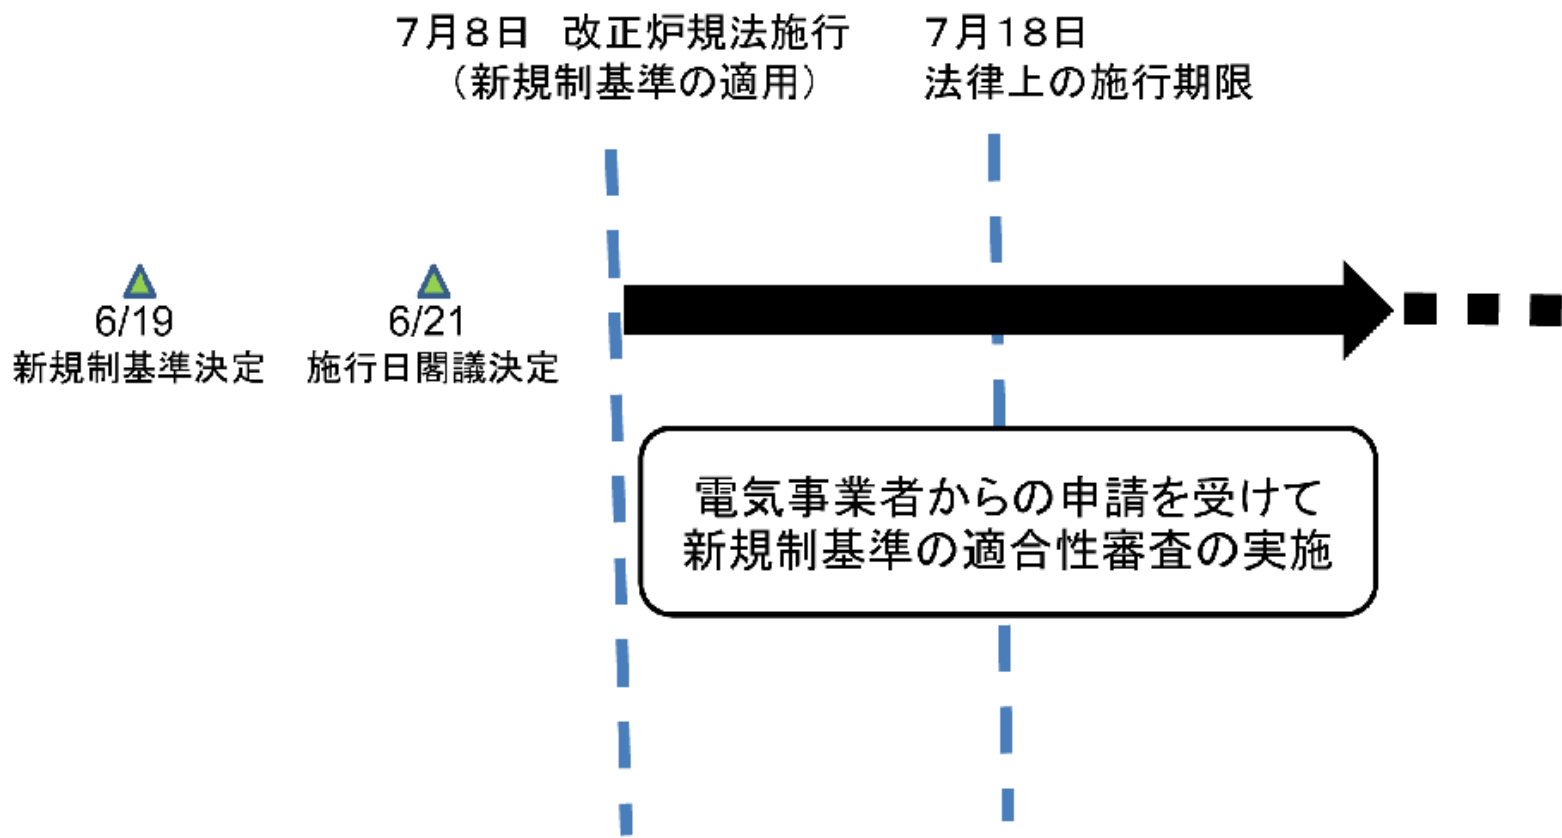 7月8日 改正炉規法施行
(新規制基準の適用)
7月18日
法律上の施行期限
6/19
新規制基準決定
6/21
施行日閣議決定
電気事業者からの申請を受けて
新規制基準の適合性審査の実施